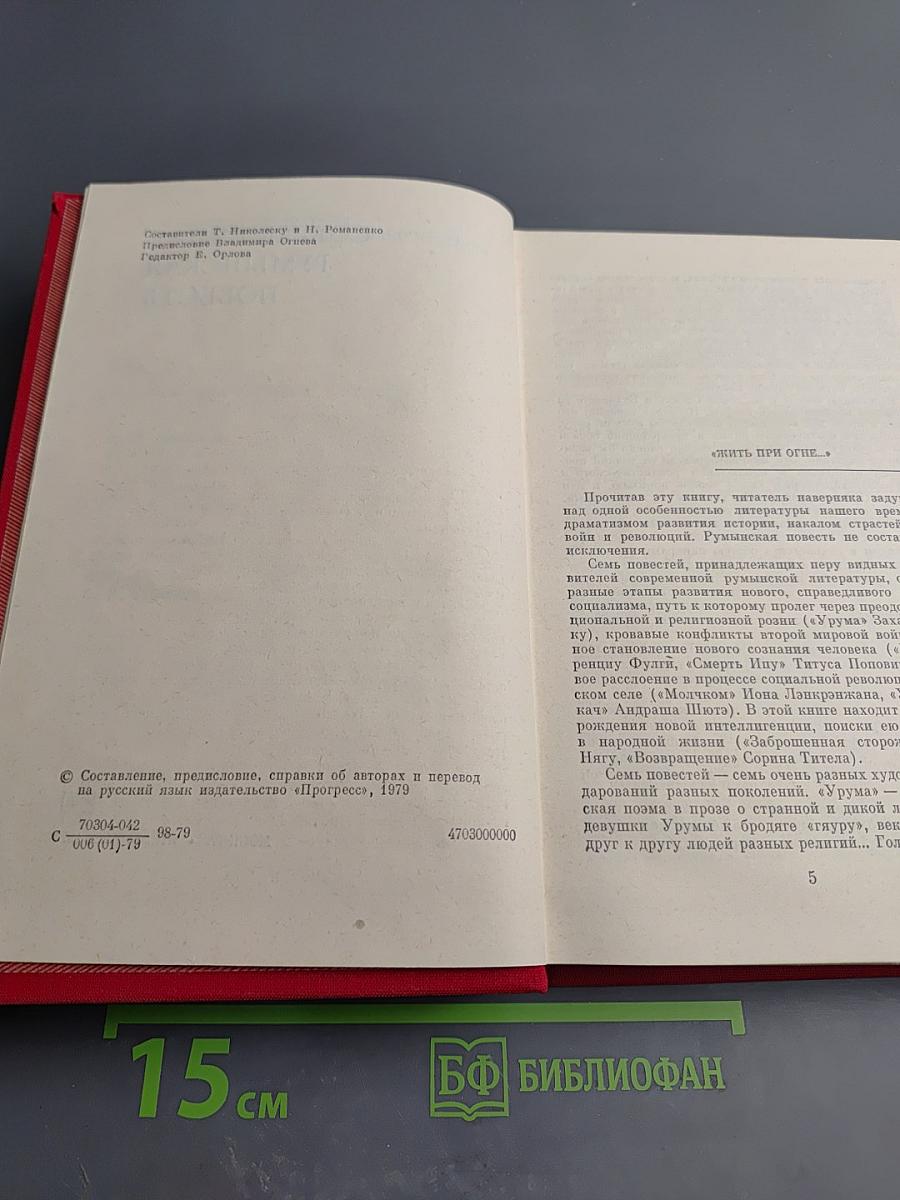 Составители Т. Николеску и Н. Романенко
Предисловие Владимира Огнева
Редактор Е. Орлова
© Составление, предисловие, справки об авторах и перевод
на русский язык издательство «Прогресс», 1979
С 70304-042 98-79 4703000000
006 (01)-79
«ЖИТЬ ПРИ ОГНЕ...»
Прочитав эту книгу, читатель наверняка заду
над одной особенностью литературы нашего врем
драматизмом развития истории, накалом страстей
войн и революций. Румынская повесть не соста
исключения.
Семь повестей, принадлежащих перу видных
вителей современной румынской литературы,
разные этапы развития нового, справедливого
социализма, путь к которому пролег через преодо
циональной и религиозной розни («Урума» Заха
ку), кровавые конфликты второй мировой вой
ное становление нового сознания человека («
ренциу Фулги, «Смерть Ипу» Титуса Попови
вое расслоение в процессе социальной революц
ском селе («Молчком» Иона Лэнкрэнжана, «
кач» Андраша Шютэ). В этой книге находит
рождения новой интеллигенции, поиски ею
в народной жизни («Заброшенная сторож
Нягу, «Возвращение» Сорина Титела).
Семь повестей — семь очень разных худо
дарований разных поколений. «Урума» —
ская поэма в прозе о странной и дикой л
девушки Урумы к бродяге «гяуру», век
друг к другу людей разных религий... Гол
5
15 см
БФ БИБЛИОФАН